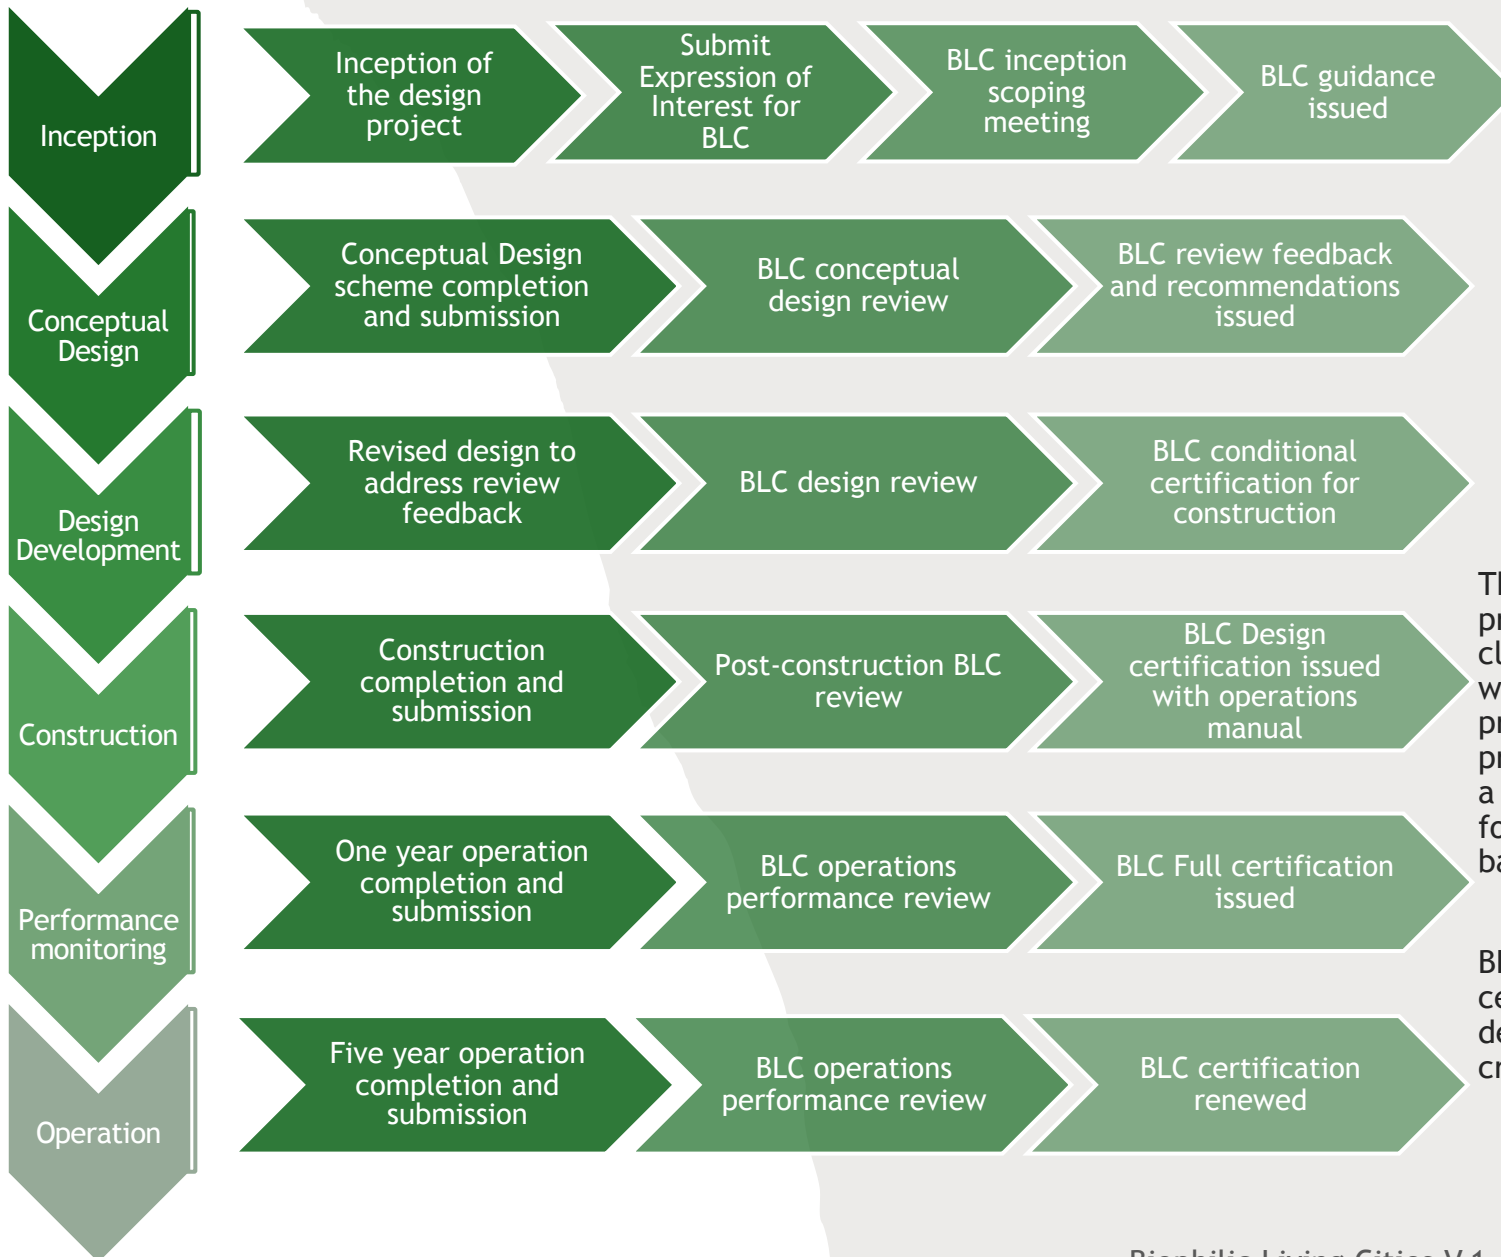 Inception
Inception of
the design
project
Submit
Expression of
Interest for
BLC
BLC inception
scoping
meeting
BLC guidance
issued
Conceptual
Design
Conceptual Design
scheme completion
and submission
BLC conceptual
design review
BLC review feedback
and recommendations
issued
Design
Development
Revised design to
address review
feedback
BLC design review
BLC conditional
certification for
construction
Construction
Construction
completion and
submission
Post-construction BLC
review
BLC Design
certification issued
with operations
manual
Performance
monitoring
One year operation
completion and
submission
BLC operations
performance review
BLC Full certification
issued
Operation
Five year operation
completion and
submission
BLC operations
performance review
BLC certification
renewed
a
Biophilic Living Cities V.1